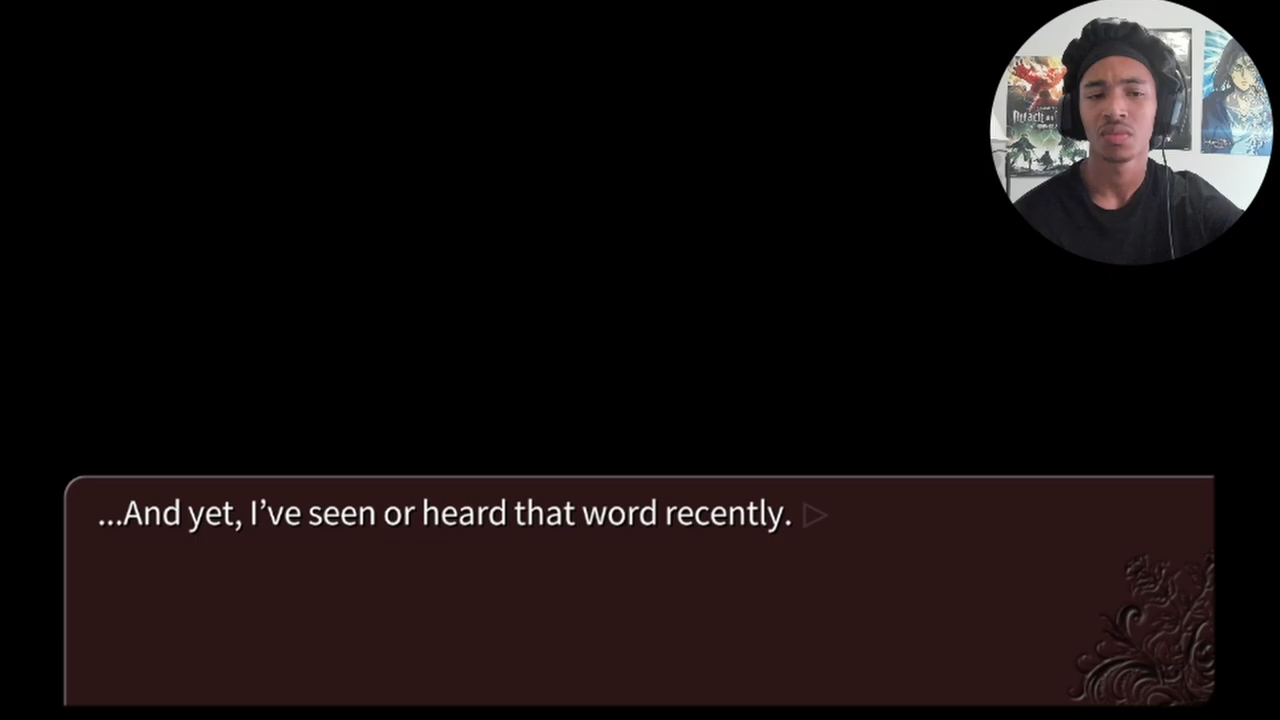 ...And yet, I've seen or heard that word recently.